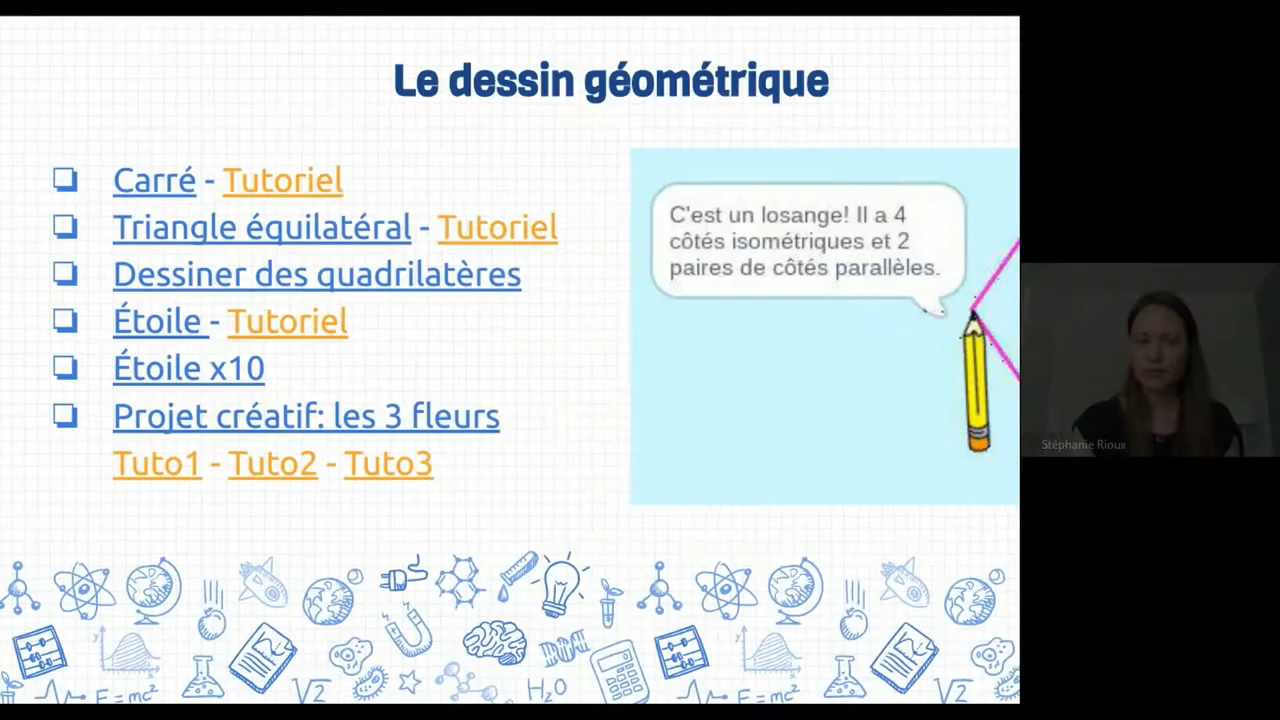 Le dessin géométrique
Carré - Tutoriel
Triangle équilatéral - Tutoriel
Dessiner des quadrilatères
Étoile - Tutoriel
Étoile x10
Projet créatif: les 3 fleurs
Tuto1 - Tuto2 - Tuto3
C'est un losange! Il a 4
côtés isométriques et 2
paires de côtés parallèles.
Stéphanie Rioux
y
x
y
x
E=mc²
√2
H₂O
E=mc²
√2